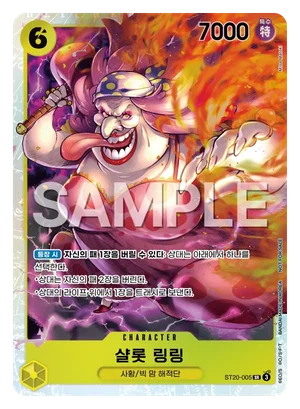 6
7000
특수
特
SAMPLE
등장 시 자신의 패 1장을 버릴 수 있다: 상대는 아래에서 하나를
선택한다.
•상대는 자신의 패 2장을 버린다.
•상대의 라이프 위에서 1장을 트래시로 보낸다.
CHARACTER
샬롯 링링
사황/빅 맘 해적단
ST20-005 SR 3